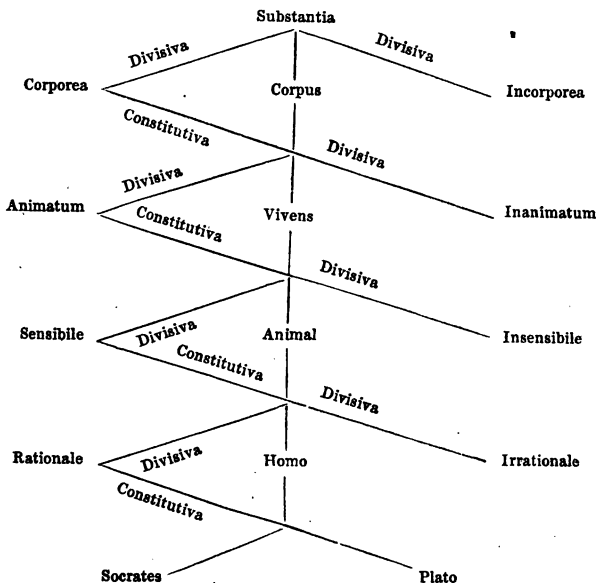 Substantia
Divisiva
Divisiva
Corporea
Corpus
Incorporea
Constitutiva
Divisiva
Divisiva
Animatum
Constitutiva
Vivens
Inanimatum
Divisiva
Sensibile
Divisiva
Animal
Insensibile
Constitutiva
Divisiva
Rationale
Divisiva
Homo
Irrationale
Constitutiva
Socrates
Plato